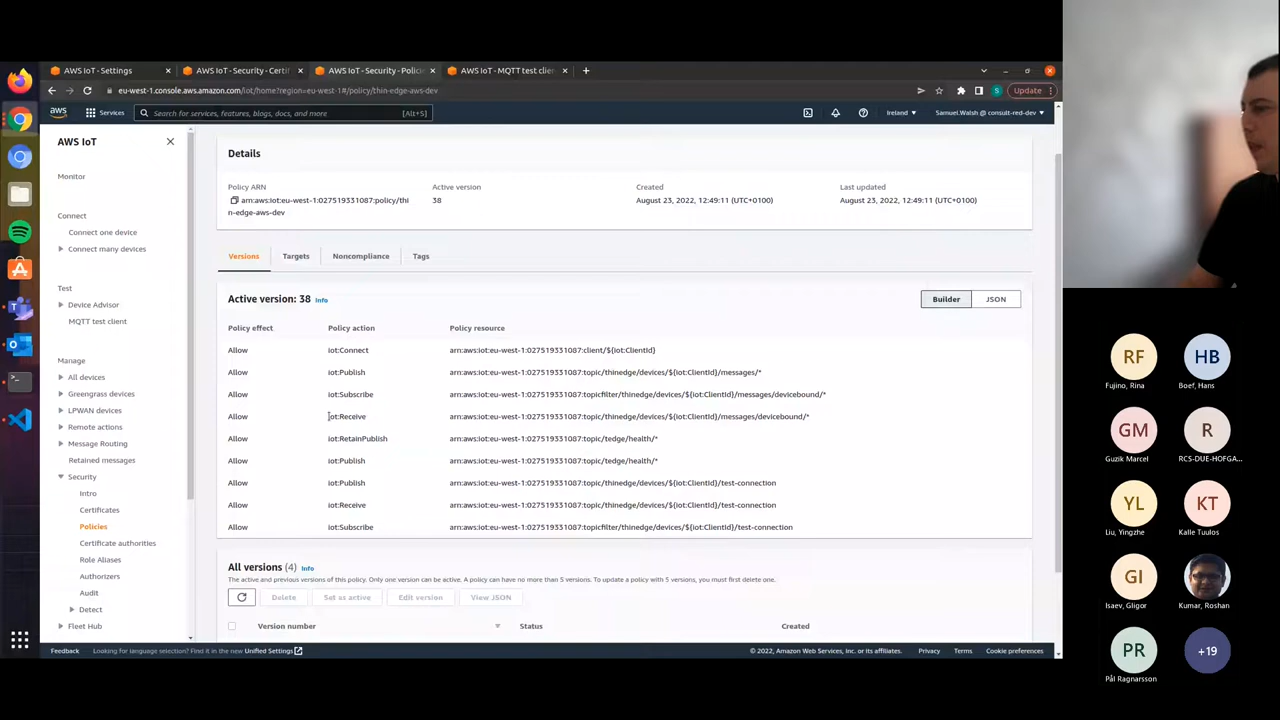 AWS IoT - Settings
AWS IoT - Security - Certi
AWS IoT - Security - Polici
AWS IoT - MQTT test clien
eu-west-1.console.aws.amazon.com/iot/home?region=eu-west-1#/policy/thin-edge-aws-dev
S
Update
aws
Services
Search for services, features, blogs, docs, and more
[Alt+S]
Ireland
Samuel.Walsh @ consult-red-dev
AWS IoT
Monitor
Connect
Connect one device
Connect many devices
Test
Device Advisor
MQTT test client
Manage
All devices
Greengrass devices
LPWAN devices
Remote actions
Message Routing
Retained messages
Security
Intro
Certificates
Policies
Certificate authorities
Role Aliases
Authorizers
Audit
Detect
Fleet Hub
Details
Policy ARN
arn:aws:iot:eu-west-1:027519331087:policy/thi
n-edge-aws-dev
Active version
38
Created
August 23, 2022, 12:49:11 (UTC+0100)
Last updated
August 23, 2022, 12:49:11 (UTC+0100)
Versions
Targets
Noncompliance
Tags
Active version: 38 Info
Builder
JSON
Policy effect Policy action Policy resource
Allow iot:Connect arn:aws:iot:eu-west-1:027519331087:client/${iot:ClientId}
Allow iot:Publish arn:aws:iot:eu-west-1:027519331087:topic/thinedge/devices/${iot:ClientId}/messages/*
Allow iot:Subscribe arn:aws:iot:eu-west-1:027519331087:topicfilter/thinedge/devices/${iot:ClientId}/messages/devicebound/*
Allow iot:Receive arn:aws:iot:eu-west-1:027519331087:topic/thinedge/devices/${iot:ClientId}/messages/devicebound/*
Allow iot:RetainPublish arn:aws:iot:eu-west-1:027519331087:topic/tedge/health/*
Allow iot:Publish arn:aws:iot:eu-west-1:027519331087:topic/tedge/health/*
Allow iot:Publish arn:aws:iot:eu-west-1:027519331087:topic/thinedge/devices/${iot:ClientId}/test-connection
Allow iot:Receive arn:aws:iot:eu-west-1:027519331087:topic/thinedge/devices/${iot:ClientId}/test-connection
Allow iot:Subscribe arn:aws:iot:eu-west-1:027519331087:topicfilter/thinedge/devices/${iot:ClientId}/test-connection
All versions (4) Info
The active and previous versions of this policy. Only one version can be active. A policy can have no more than 5 versions. To update a policy with 5 versions, you must first delete one.
Delete
Set as active
Edit version
View JSON
Version number
Status
Created
Feedback
Looking for language selection? Find it in the new Unified Settings
© 2022, Amazon Web Services, Inc. or its affiliates.
Privacy
Terms
Cookie preferences
RF
Fujino, Rina
HB
Boef, Hans
GM
Guzik Marcel
R
RCS-DUE-HOFGA...
YL
Liu, Yingzhe
KT
Kalle Tuulos
GI
Isaev, Gligor
Kumar, Roshan
PR
Pål Ragnarsson
+19